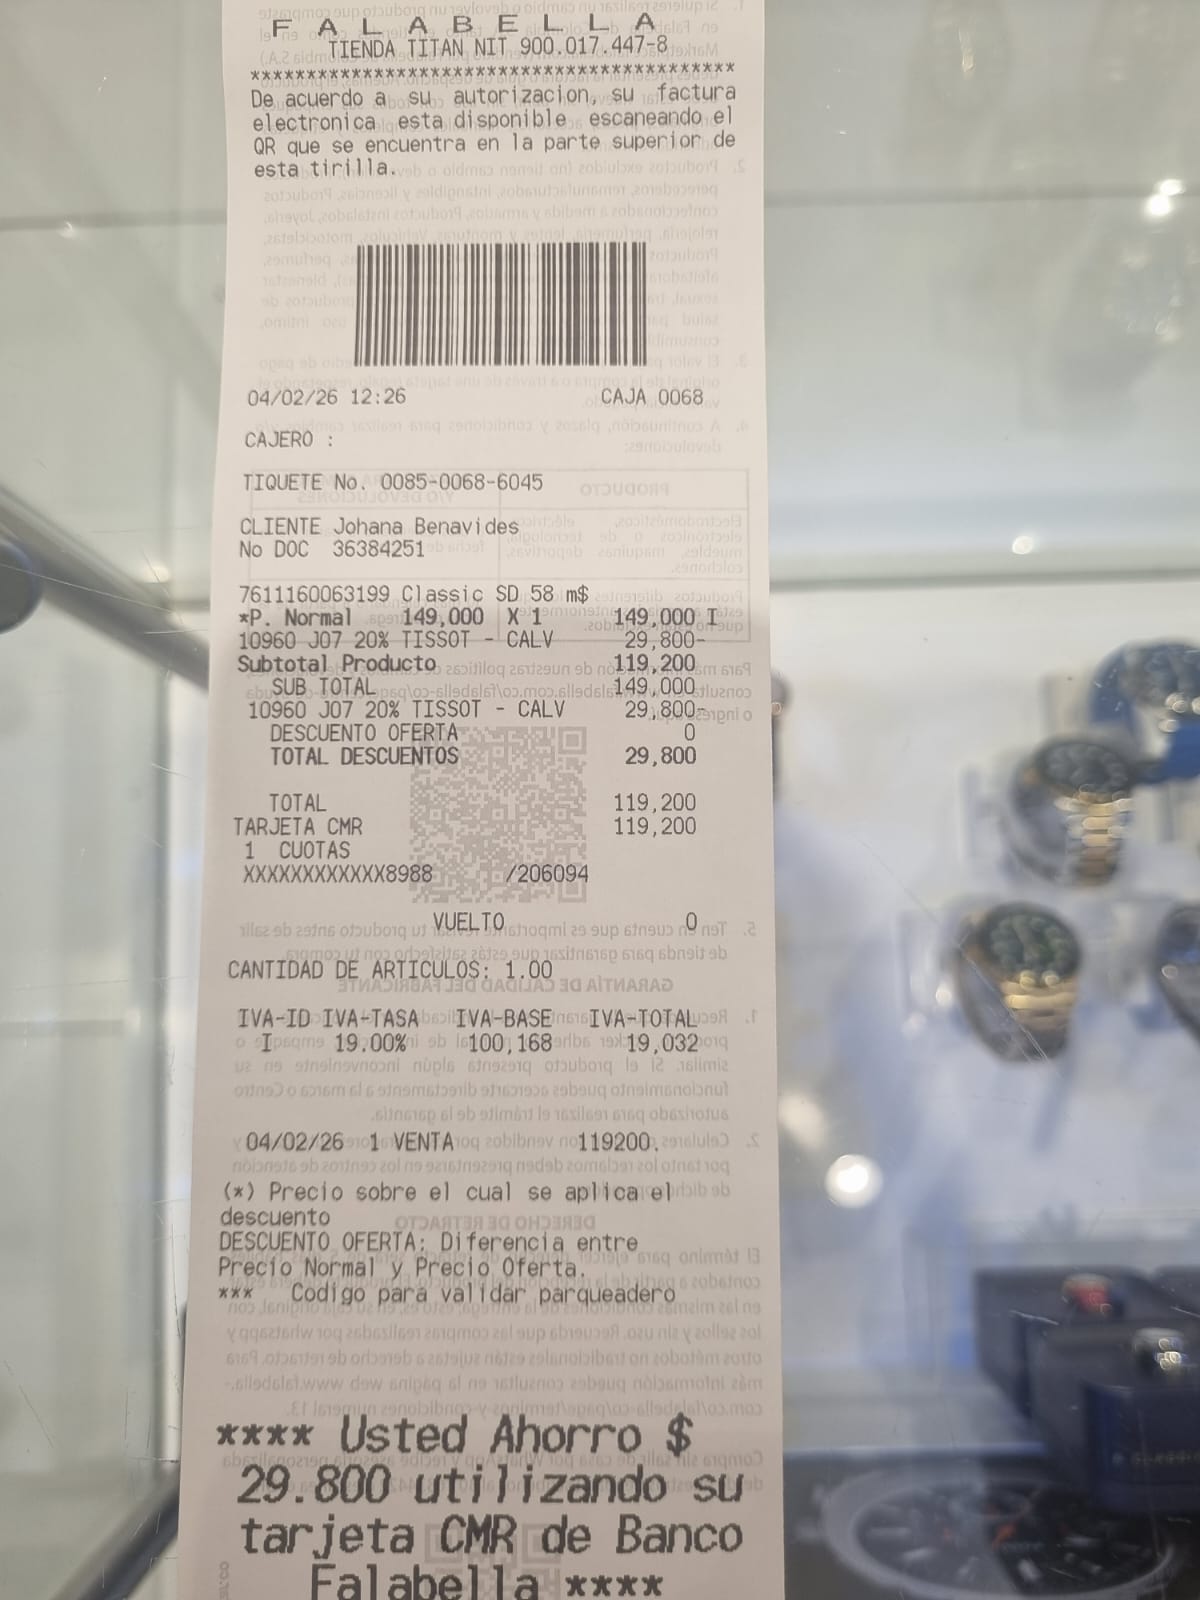 F A L A B E L L A
TIENDA TITAN NIT 900.017.447-8
******************************************
De acuerdo a su autorizacion, su factura
electronica esta disponible escaneando el
QR que se encuentra en la parte superior de
esta tirilla.
04/02/26 12:26 CAJA 0068
CAJERO :
TIQUETE No. 0085-0068-6045
CLIENTE Johana Benavides
No DOC 36384251
7611160063199 Classic SD 58 m$
*P. Normal 149,000 X 1 149,000 I
10960 J07 20% TISSOT - CALV 29,800-
Subtotal Producto 119,200
SUB TOTAL 149,000
10960 J07 20% TISSOT - CALV 29,800-
DESCUENTO OFERTA 0
TOTAL DESCUENTOS 29,800
TOTAL 119,200
TARJETA CMR 119,200
1 CUOTAS
XXXXXXXXXXXX8988 /206094
VUELTO 0
CANTIDAD DE ARTICULOS: 1.00
IVA-ID IVA-TASA IVA-BASE IVA-TOTAL
I 19.00% 100,168 19,032
04/02/26 1 VENTA 119200.
(*) Precio sobre el cual se aplica el
descuento
DESCUENTO OFERTA: Diferencia entre
Precio Normal y Precio Oferta.
*** Codigo para validar parqueadero
**** Usted Ahorro $
29.800 utilizando su
tarjeta CMR de Banco
Falabella ****